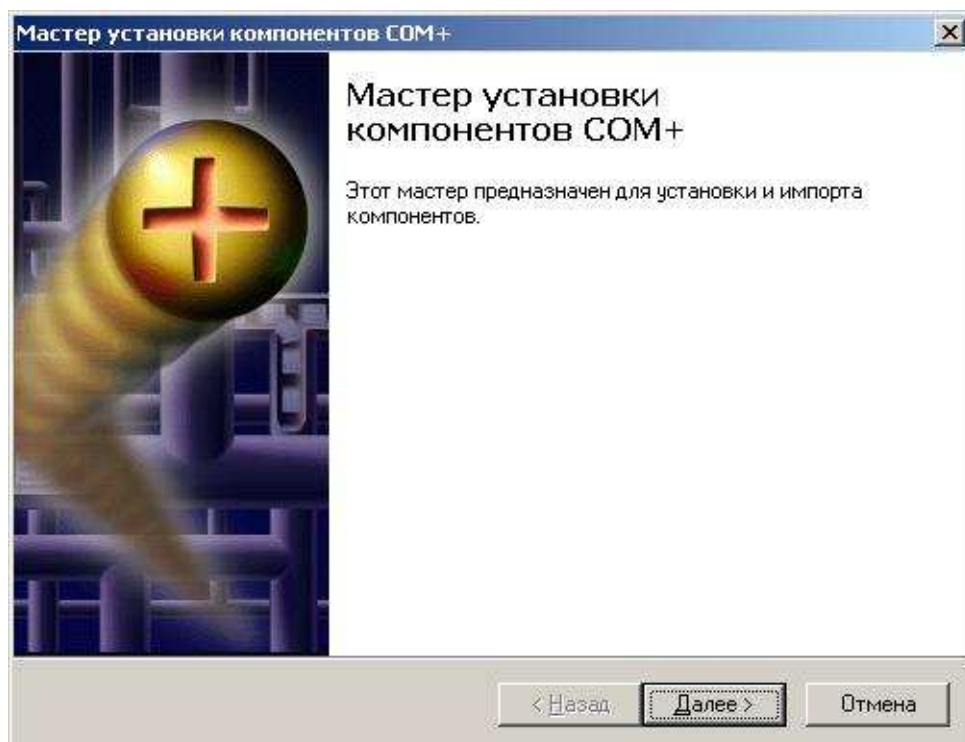 Мастер установки компонентов COM+
Мастер установки
компонентов COM+
Этот мастер предназначен для установки и импорта
компонентов.
< Назад
Далее >
Отмена